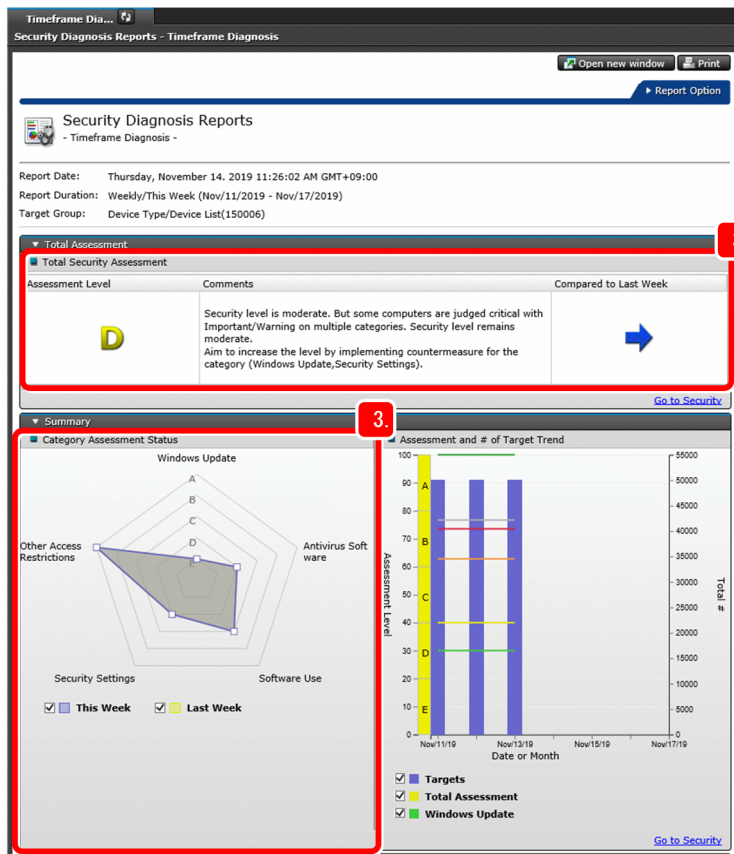 Timeframe Dia...
Security Diagnosis Reports - Timeframe Diagnosis
Open new window
Print
Report Option
Security Diagnosis Reports
- Timeframe Diagnosis -
Report Date: Thursday, November 14. 2019 11:26:02 AM GMT+09:00
Report Duration: Weekly/This Week (Nov/11/2019 - Nov/17/2019)
Target Group: Device Type/Device List(150006)
Total Assessment
Total Security Assessment
Assessment Level Comments Compared to Last Week
D
Security level is moderate. But some computers are judged critical with
Important/Warning on multiple categories. Security level remains
moderate.
Aim to increase the level by implementing countermeasure for the
category (Windows Update,Security Settings).
Go to Security
Summary
3.
Category Assessment Status
Windows Update
A
B
C
D
E
Other Access
Restrictions
Antivirus Soft
ware
Security Settings
Software Use
This Week
Last Week
Assessment and # of Target Trend
100
90
80
70
60
50
40
30
20
10
0
A
B
C
D
E
Assessment Level
55000
50000
45000
40000
35000
30000
25000
20000
15000
10000
5000
0
Total #
Nov/11/19 Nov/13/19 Nov/15/19 Nov/17/19
Date or Month
Targets
Total Assessment
Windows Update
Go to Security